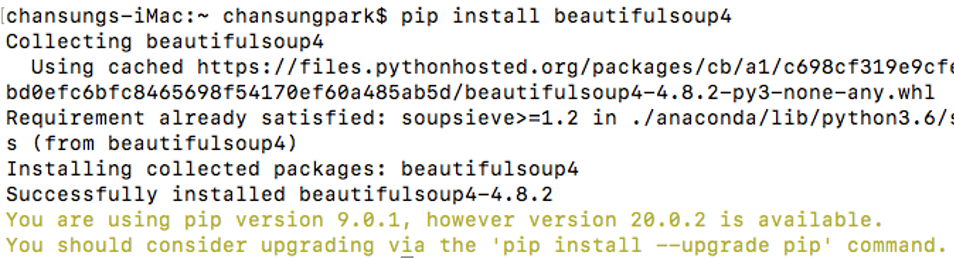 [chansungs-iMac:~ chansungpark$ pip install beautifulsoup4
Collecting beautifulsoup4
  Using cached https://files.pythonhosted.org/packages/cb/a1/c698cf319e9cfe
bd0efc6bfc8465698f54170ef60a485ab5d/beautifulsoup4-4.8.2-py3-none-any.whl
Requirement already satisfied: soupsieve>=1.2 in ./anaconda/lib/python3.6/s
s (from beautifulsoup4)
Installing collected packages: beautifulsoup4
Successfully installed beautifulsoup4-4.8.2
You are using pip version 9.0.1, however version 20.0.2 is available.
You should consider upgrading via the 'pip install --upgrade pip' command.